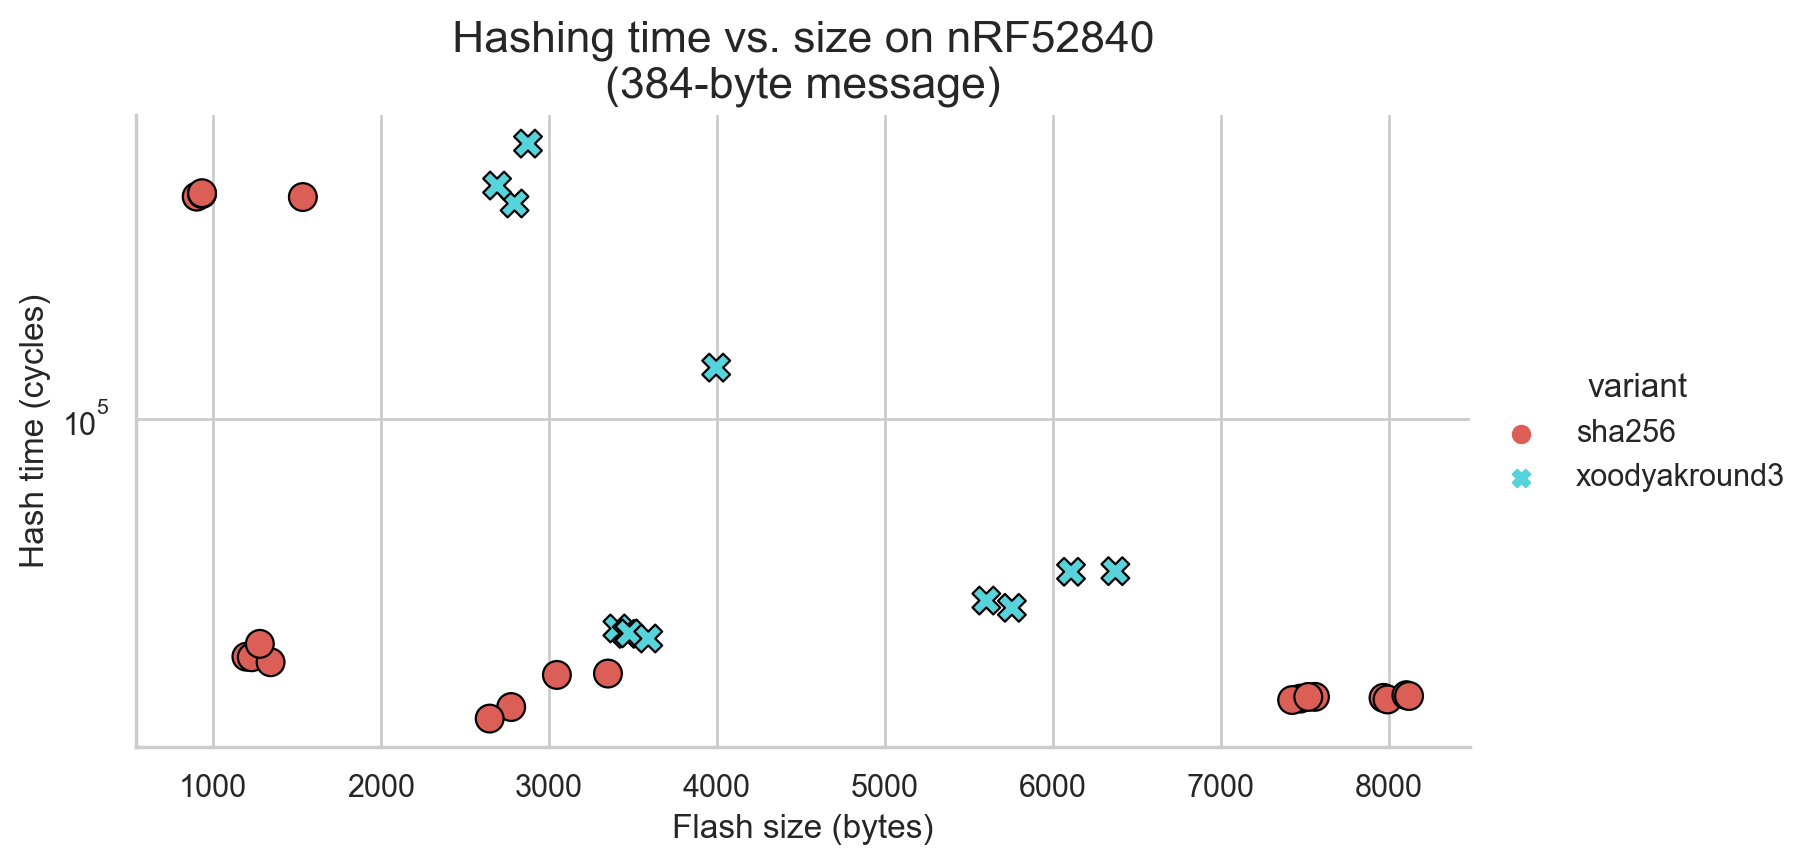 Hashing time vs. size on nRF52840
(384-byte message)
Hash time (cycles)
10^5
variant
sha256
xoodyakround3
1000 2000 3000 4000 5000 6000 7000 8000
Flash size (bytes)